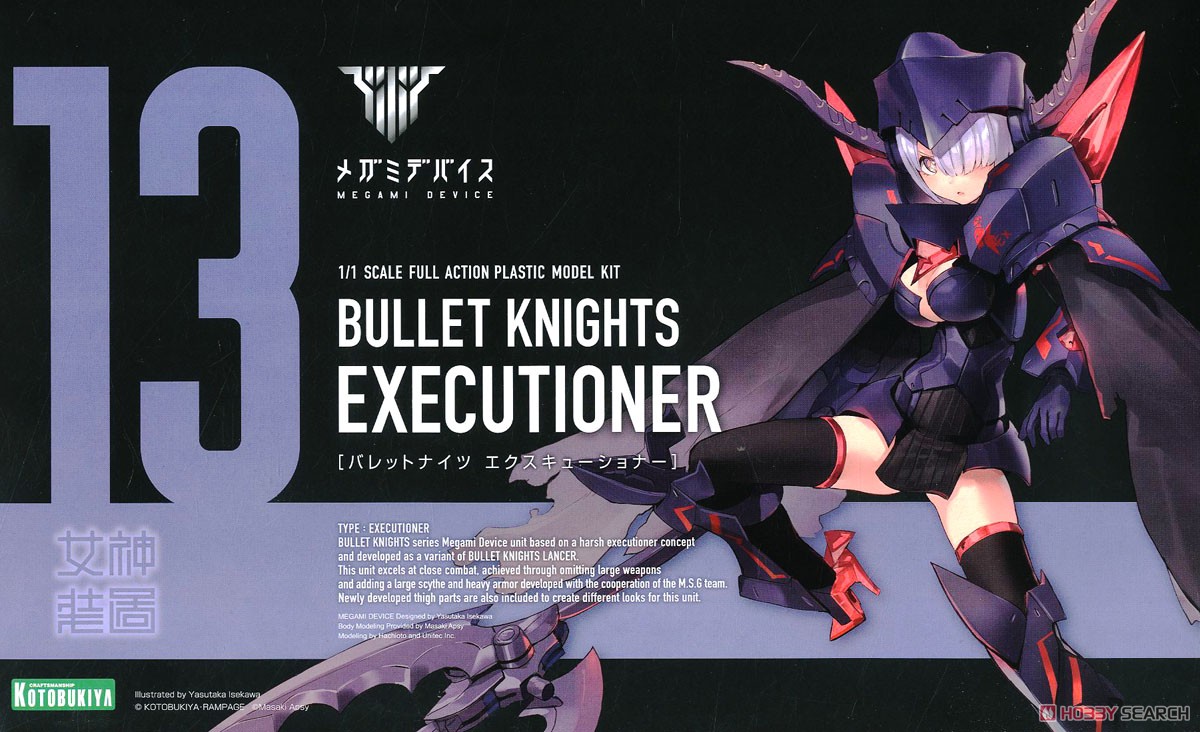 13
メガミデバイス
MEGAMI DEVICE
1/1 SCALE FULL ACTION PLASTIC MODEL KIT
BULLET KNIGHTS
EXECUTIONER
[バレットナイツ エクスキューショナー]
女神
装置
TYPE : EXECUTIONER
BULLET KNIGHTS series Megami Device unit based on a harsh executioner concept
and developed as a variant of BULLET KNIGHTS LANCER.
This unit excels at close combat, achieved through omitting large weapons
and adding a large scythe and heavy armor developed with the cooperation of the M.S.G team.
Newly developed thigh parts are also included to create different looks for this unit.
MEGAMI DEVICE Designed by Yasutaka Isekawa
Body Modeling Provided by Masaki Apsy
Modeling by Hachioto and Unitec Inc.
CRAFTSMANSHIP
KOTOBUKIYA
Illustrated by Yasutaka Isekawa
© KOTOBUKIYA·RAMPAGE ©Masaki Apsy
HOBBY SEARCH